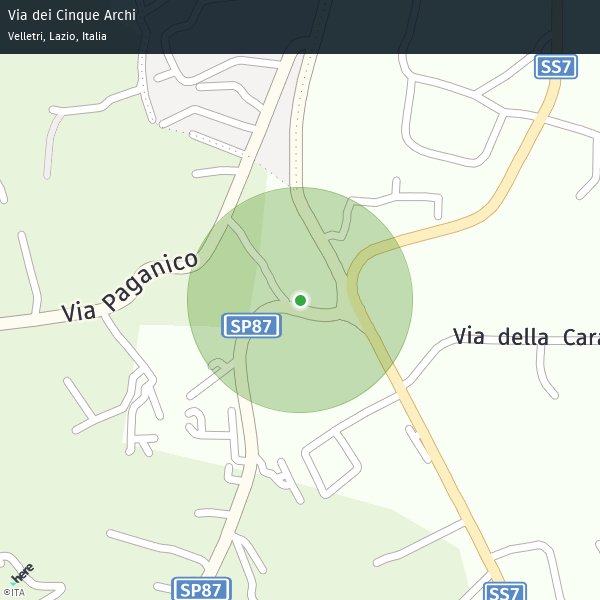 Via dei Cinque Archi
Velletri, Lazio, Italia
SS7
Via Paganico
SP87
Via della Cara
SP87
SS7
here
©ITA